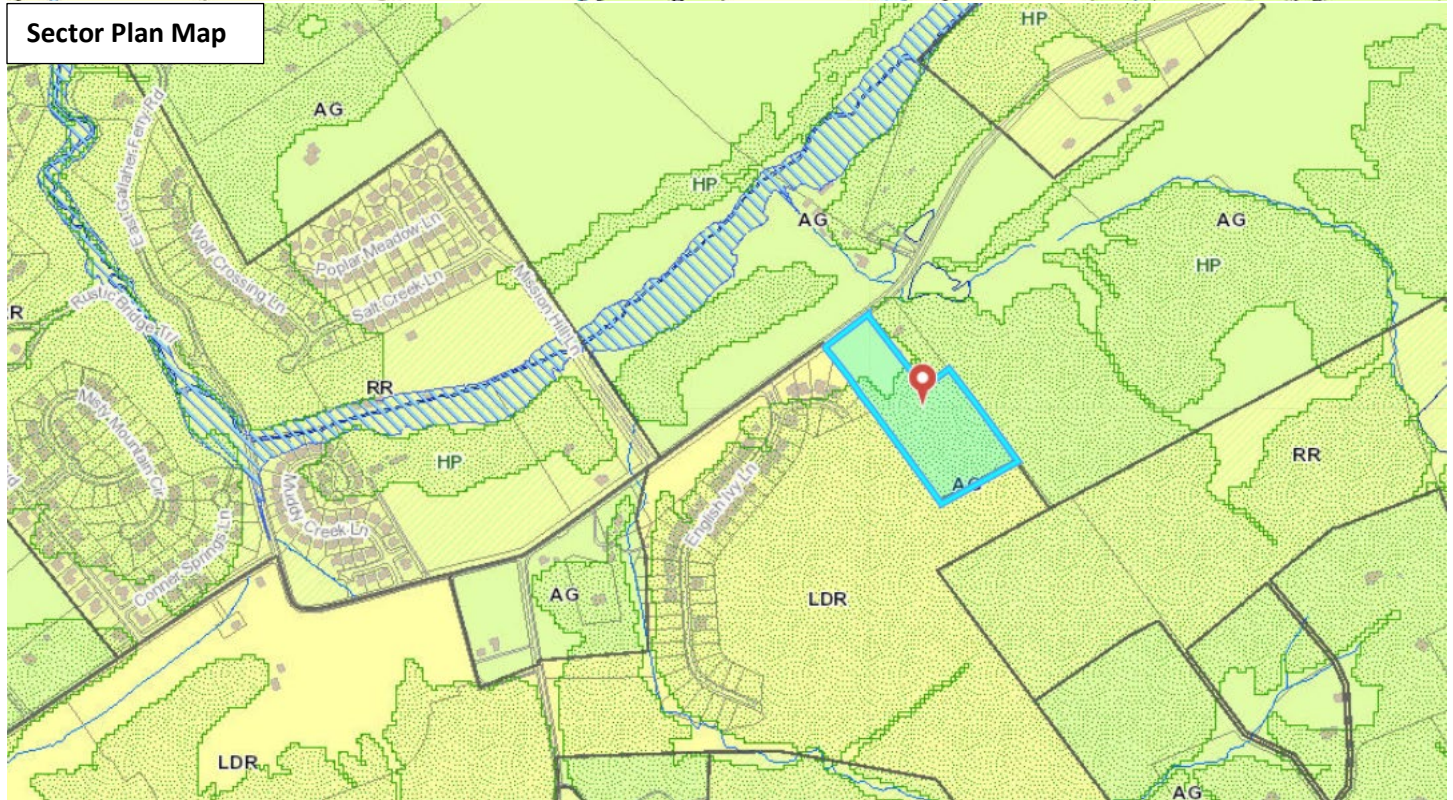 Sector Plan Map
HP
AG
East Gallaher Ferry Rd
HP
AG
AG
HP
Wolf Crossing Ln
Poplar Meadow Ln
Salt Creek Ln
Mission Hill Ln
Rustic Bridge Trl
R
RR
Misty Mountain Cir
HP
RR
Rd
AG
English Ivy Ln
Muddy Creek Ln
Conner Springs Ln
AG
LDR
LDR
AG